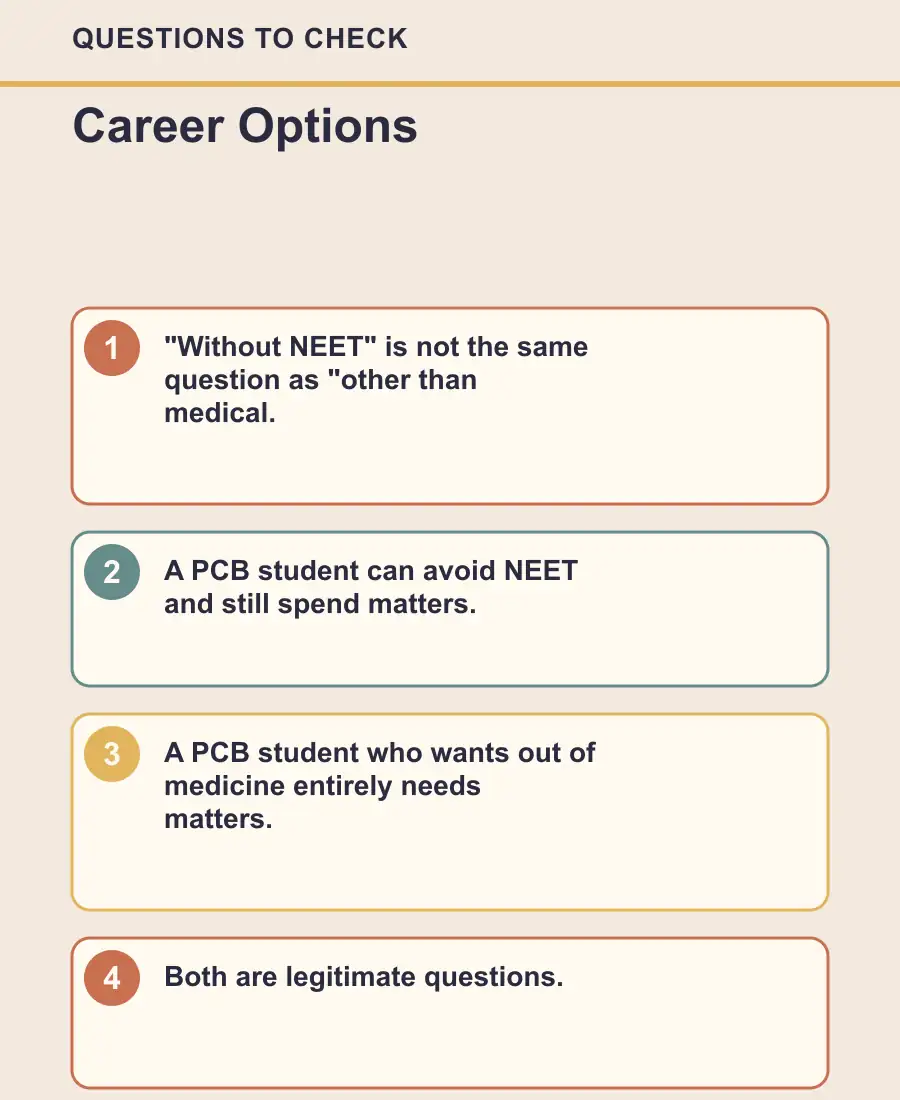 QUESTIONS TO CHECK
Career Options
1
"Without NEET" is not the same
question as "other than
medical.
2
A PCB student can avoid NEET
and still spend matters.
3
A PCB student who wants out of
medicine entirely needs
matters.
4
Both are legitimate questions.